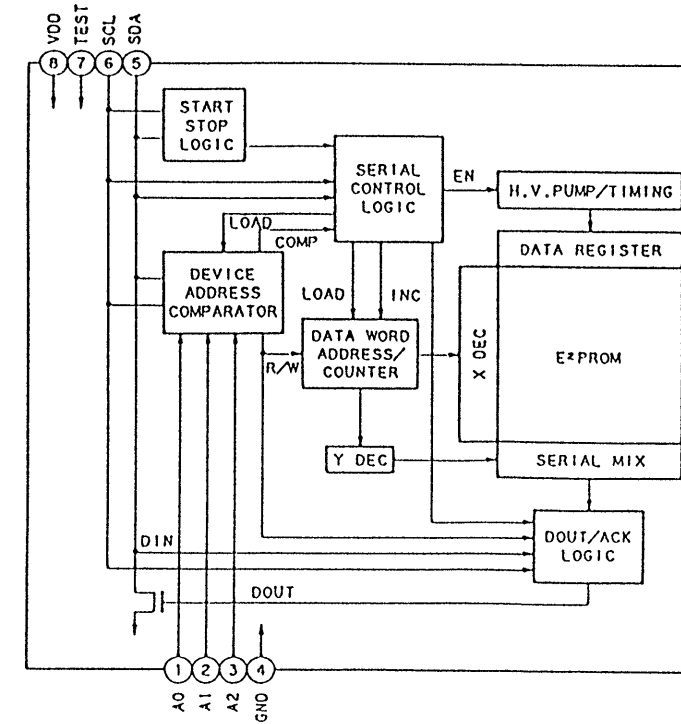 VDD
TEST
SCL
SDA
8
7
6
5
START
STOP
LOGIC
SERIAL
CONTROL
LOGIC
EN
H.V.PUMP/TIMING
LOAD
COMP
DATA REGISTER
DEVICE
ADDRESS
COMPARATOR
LOAD
INC
X DEC
E²PROM
R/W
DATA WORD
ADDRESS/
COUNTER
Y DEC
SERIAL MIX
DIN
DOUT/ACK
LOGIC
DOUT
1
2
3
4
A0
A1
A2
GND